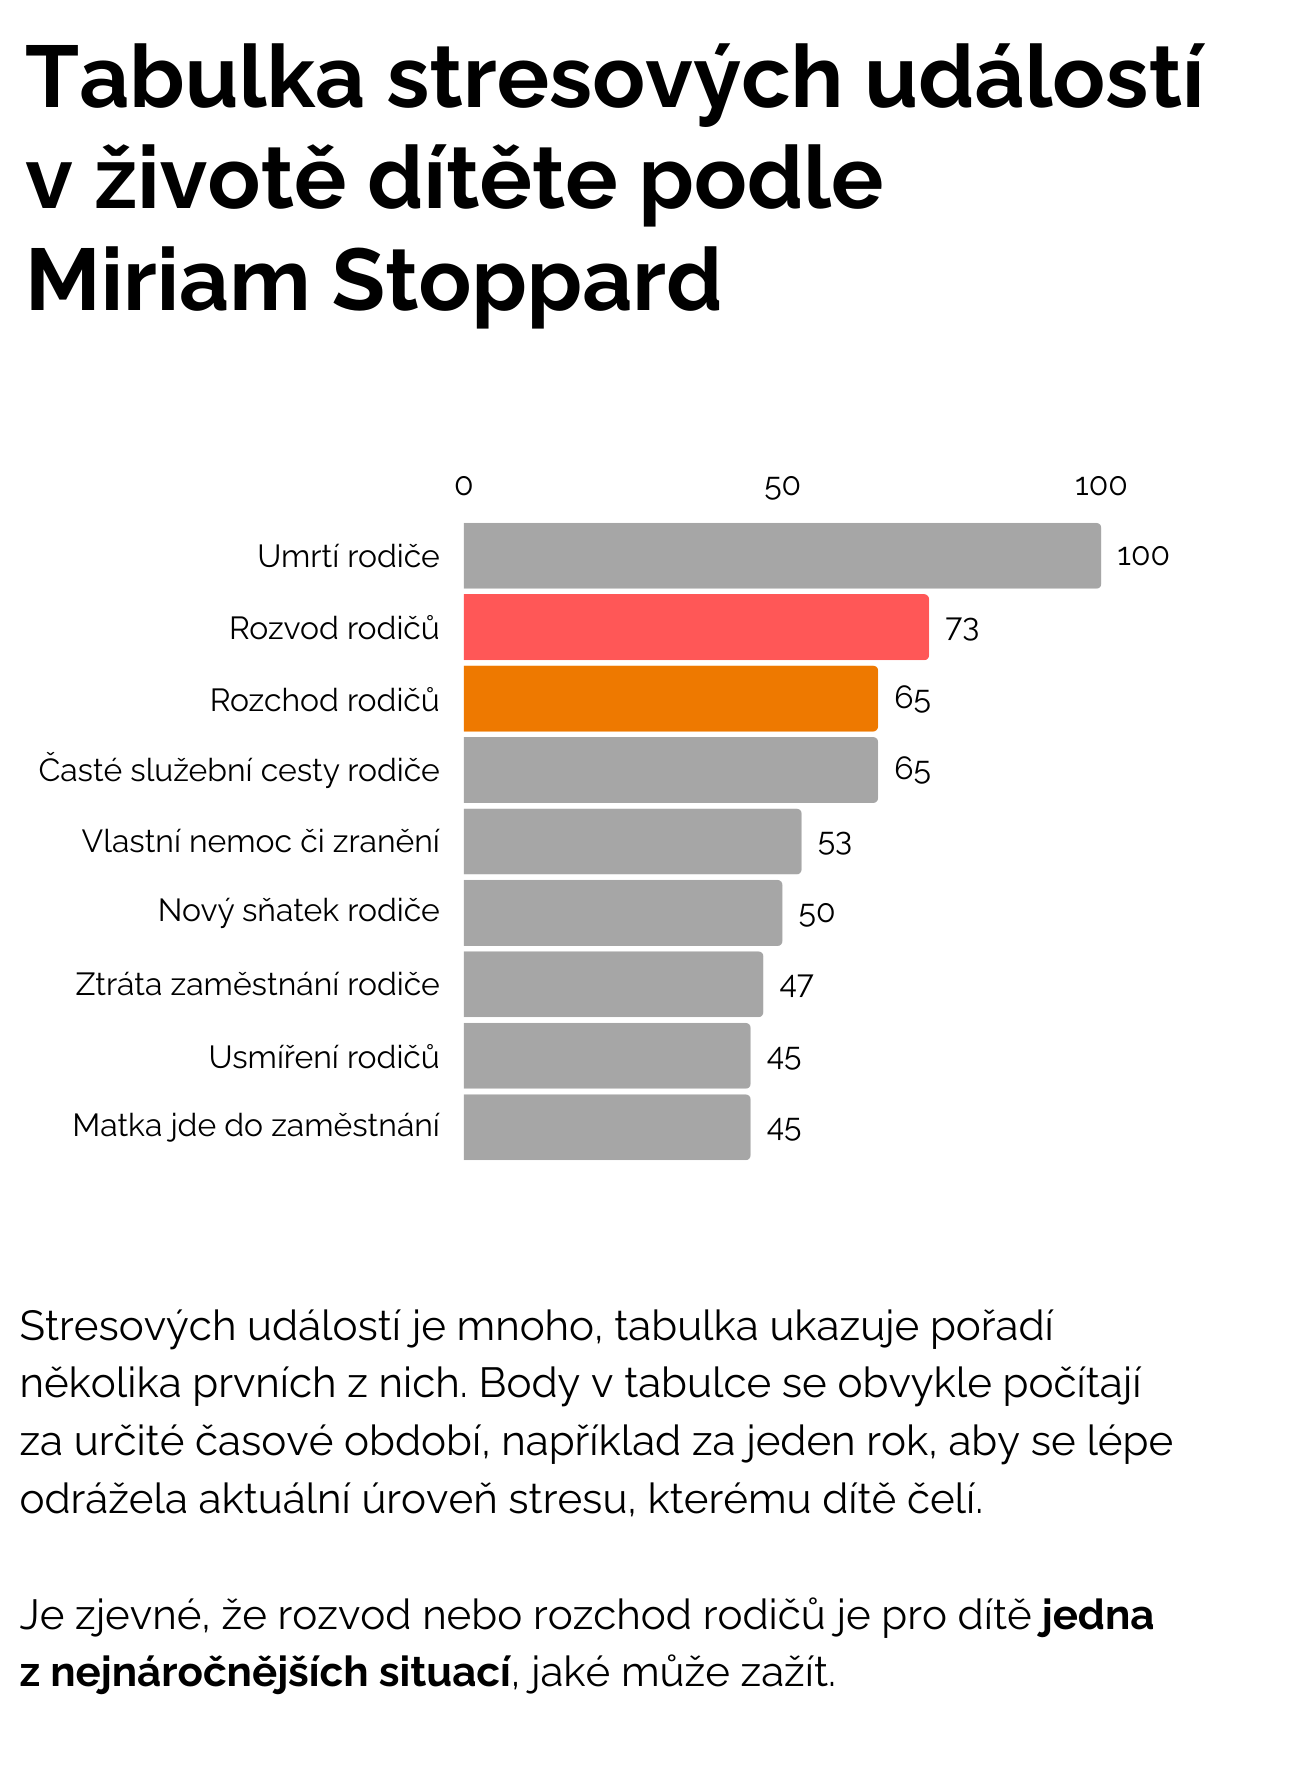 Tabulka stresových událostí
v životě dítěte podle
Miriam Stoppard
0 50 100
Umrtí rodiče 100
Rozvod rodičů 73
Rozchod rodičů 65
Časté služební cesty rodiče 65
Vlastní nemoc či zranění 53
Nový sňatek rodiče 50
Ztráta zaměstnání rodiče 47
Usmíření rodičů 45
Matka jde do zaměstnání 45
Stresových událostí je mnoho, tabulka ukazuje pořadí
několika prvních z nich. Body v tabulce se obvykle počítají
za určité časové období, například za jeden rok, aby se lépe
odrážela aktuální úroveň stresu, kterému dítě čelí.
Je zjevné, že rozvod nebo rozchod rodičů je pro dítě jedna
z nejnáročnějších situací, jaké může zažít.